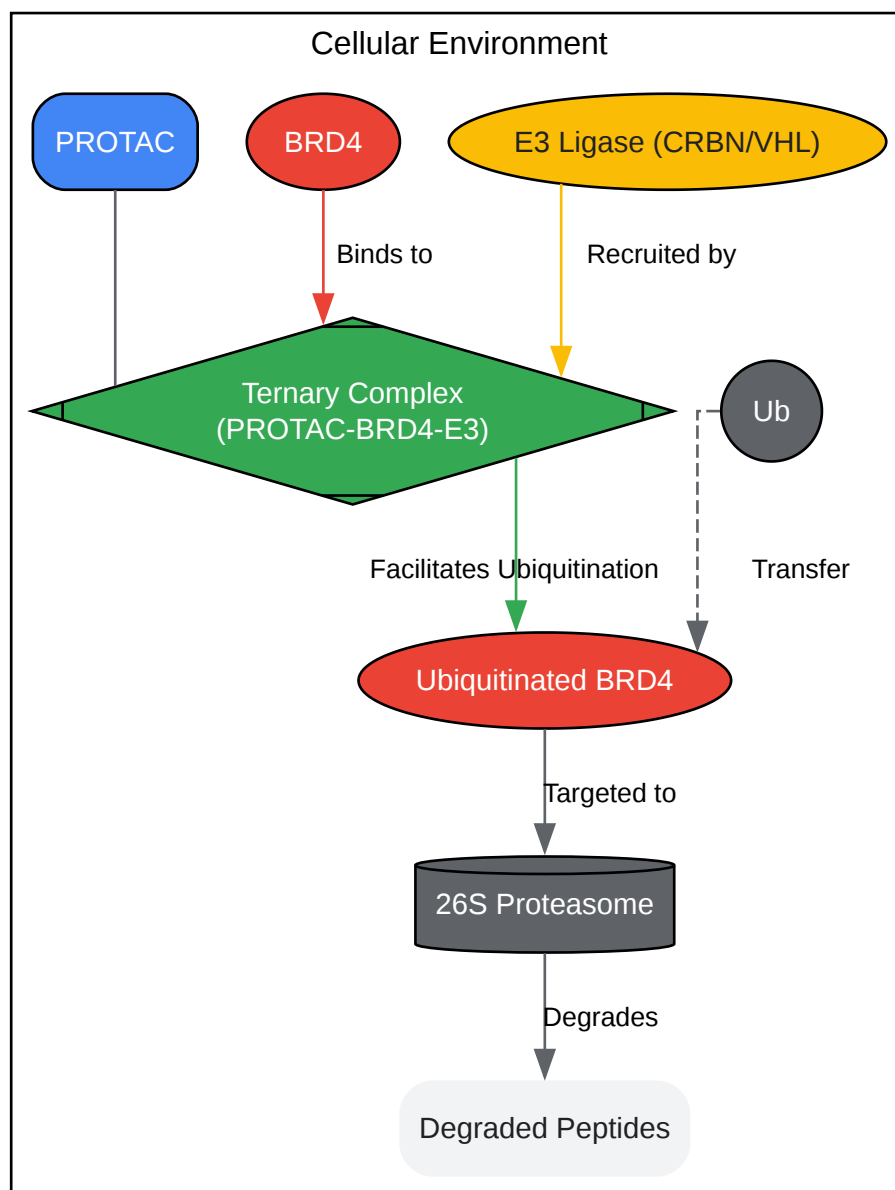 Cellular Environment
PROTAC
BRD4
E3 Ligase (CRBN/VHL)
Binds to
Recruited by
Ternary Complex
(PROTAC-BRD4-E3)
Ub
Facilitates Ubiquitination
Transfer
Ubiquitinated BRD4
Targeted to
26S Proteasome
Degrades
Degraded Peptides